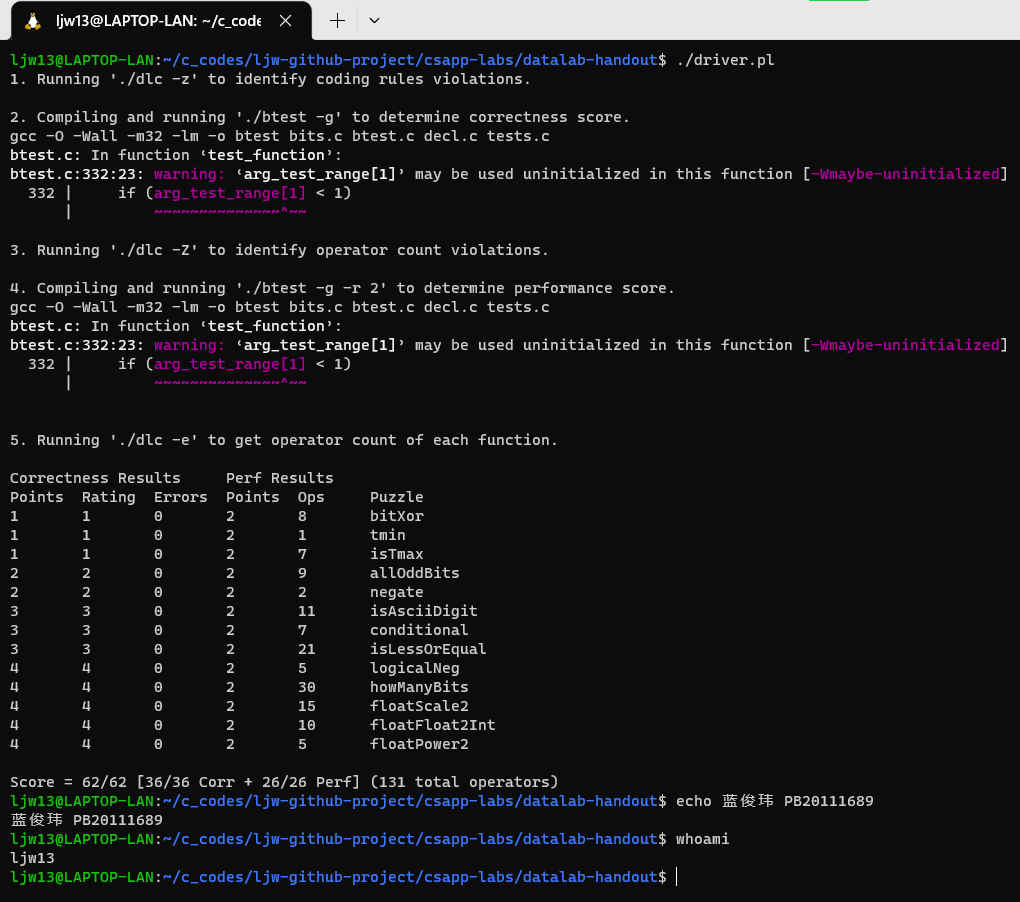 ljw13@LAPTOP-LAN: ~/c_code
ljw13@LAPTOP-LAN:~/c_codes/ljw-github-project/csapp-labs/datalab-handout$ ./driver.pl
1. Running './dlc -z' to identify coding rules violations.
2. Compiling and running './btest -g' to determine correctness score.
gcc -O -Wall -m32 -lm -o btest bits.c btest.c decl.c tests.c
btest.c: In function ‘test_function’:
btest.c:332:23: warning: ‘arg_test_range[1]’ may be used uninitialized in this function [-Wmaybe-uninitialized]
332 |     if (arg_test_range[1] < 1)
|         ~~~~~~~~~~~~~~^~~
3. Running './dlc -Z' to identify operator count violations.
4. Compiling and running './btest -g -r 2' to determine performance score.
gcc -O -Wall -m32 -lm -o btest bits.c btest.c decl.c tests.c
btest.c: In function ‘test_function’:
btest.c:332:23: warning: ‘arg_test_range[1]’ may be used uninitialized in this function [-Wmaybe-uninitialized]
332 |     if (arg_test_range[1] < 1)
|         ~~~~~~~~~~~~~~^~~
5. Running './dlc -e' to get operator count of each function.
Correctness Results     Perf Results
Points  Rating  Errors  Points  Ops     Puzzle
1       1       0       2       8       bitXor
1       1       0       2       1       tmin
1       1       0       2       7       isTmax
2       2       0       2       9       allOddBits
2       2       0       2       2       negate
3       3       0       2       11      isAsciiDigit
3       3       0       2       7       conditional
3       3       0       2       21      isLessOrEqual
4       4       0       2       5       logicalNeg
4       4       0       2       30      howManyBits
4       4       0       2       15      floatScale2
4       4       0       2       10      floatFloat2Int
4       4       0       2       5       floatPower2
Score = 62/62 [36/36 Corr + 26/26 Perf] (131 total operators)
ljw13@LAPTOP-LAN:~/c_codes/ljw-github-project/csapp-labs/datalab-handout$ echo 蓝俊玮 PB20111689
蓝俊玮 PB20111689
ljw13@LAPTOP-LAN:~/c_codes/ljw-github-project/csapp-labs/datalab-handout$ whoami
ljw13
ljw13@LAPTOP-LAN:~/c_codes/ljw-github-project/csapp-labs/datalab-handout$